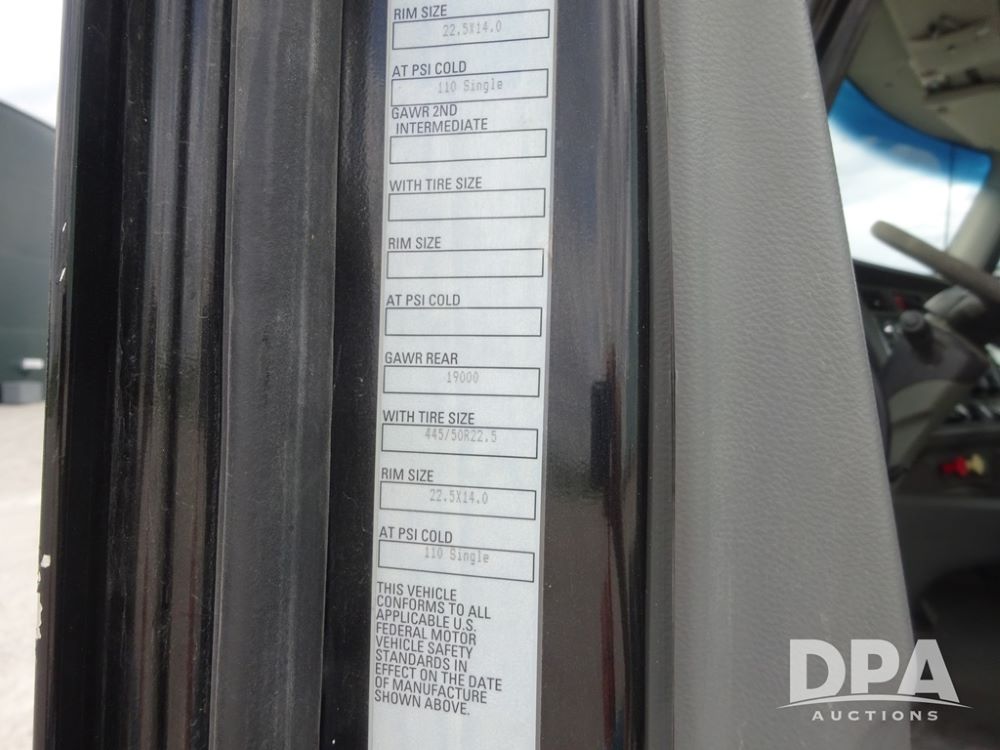 RIM SIZE
22.5X14.0
AT PSI COLD
110 Single
GAWR 2ND
INTERMEDIATE
WITH TIRE SIZE
RIM SIZE
AT PSI COLD
GAWR REAR
19000
WITH TIRE SIZE
445/50R22.5
RIM SIZE
22.5X14.0
AT PSI COLD
110 Single
THIS VEHICLE
CONFORMS TO ALL
APPLICABLE U.S.
FEDERAL MOTOR
VEHICLE SAFETY
STANDARDS IN
EFFECT ON THE DATE
OF MANUFACTURE
SHOWN ABOVE.
DPA
AUCTIONS